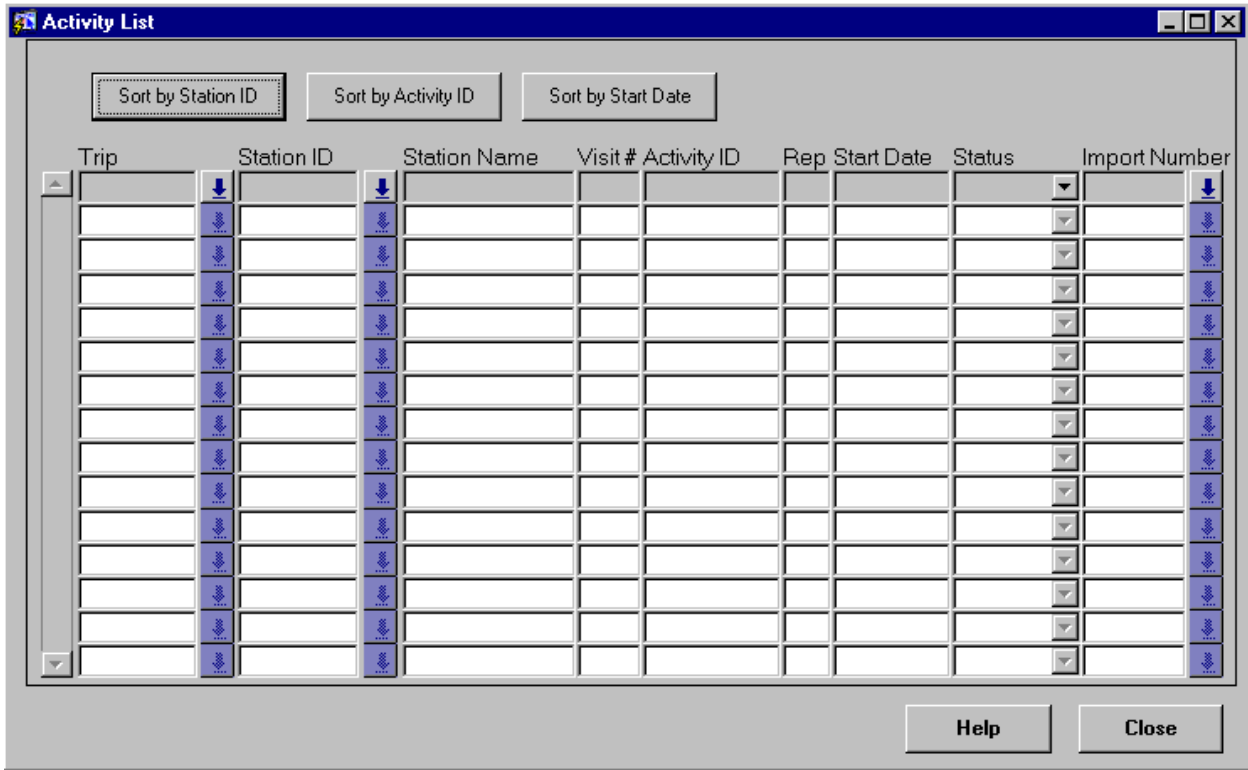 Activity List
Sort by Station ID Sort by Activity ID Sort by Start Date
Trip Station ID Station Name Visit # Activity ID Rep Start Date Status Import Number
Help Close